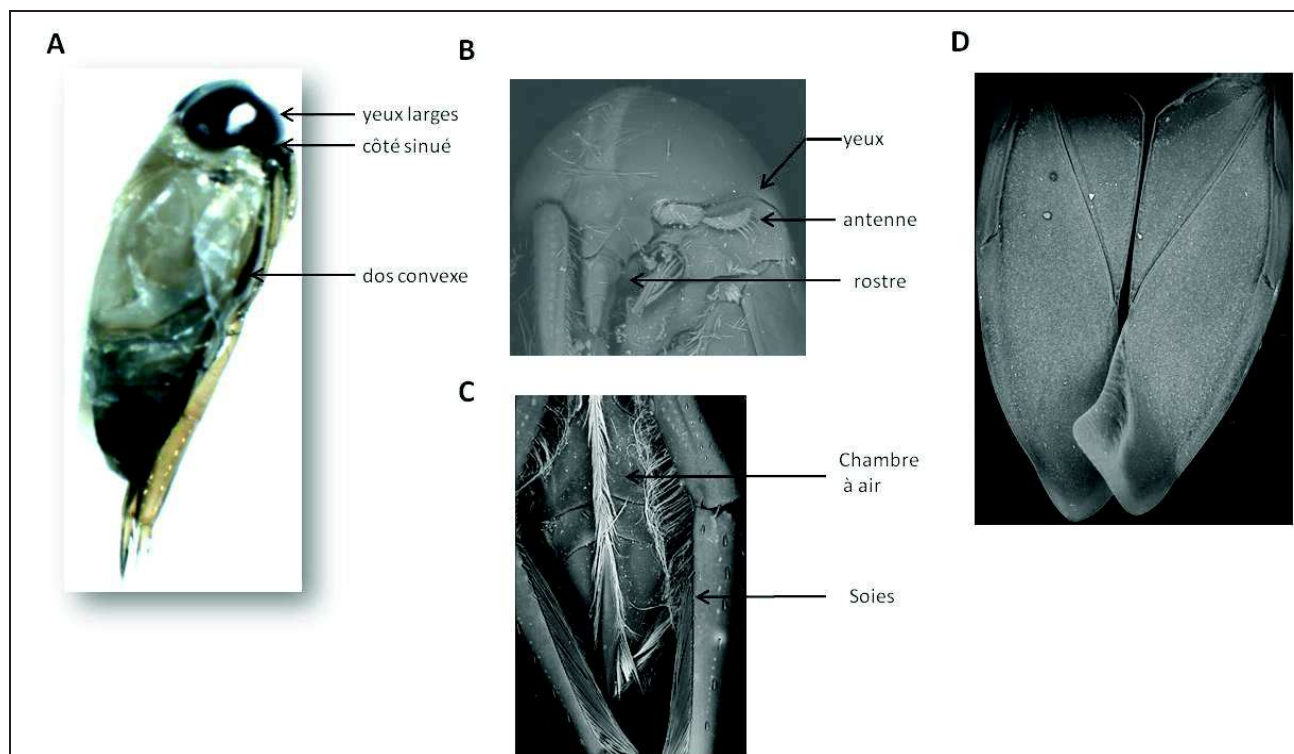 A
yeux larges
côté sinué
dos convexe
B
yeux
antenne
rostre
C
Chambre
à air
Soies
D